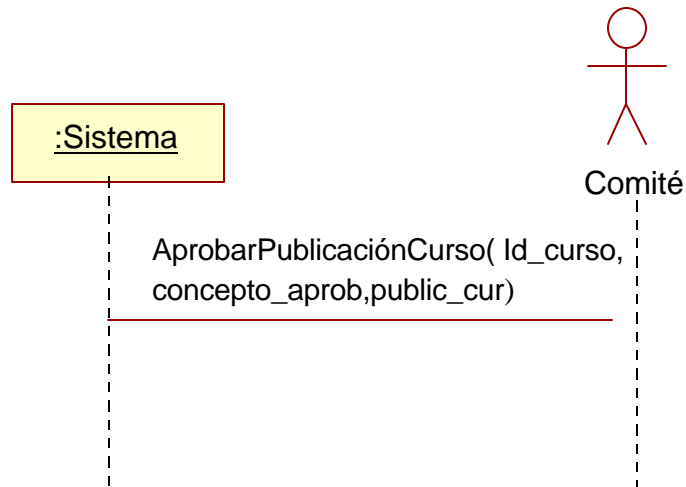 :Sistema
Comité
AprobarPublicaciónCurso( Id_curso,
concepto_aprob,public_cur)